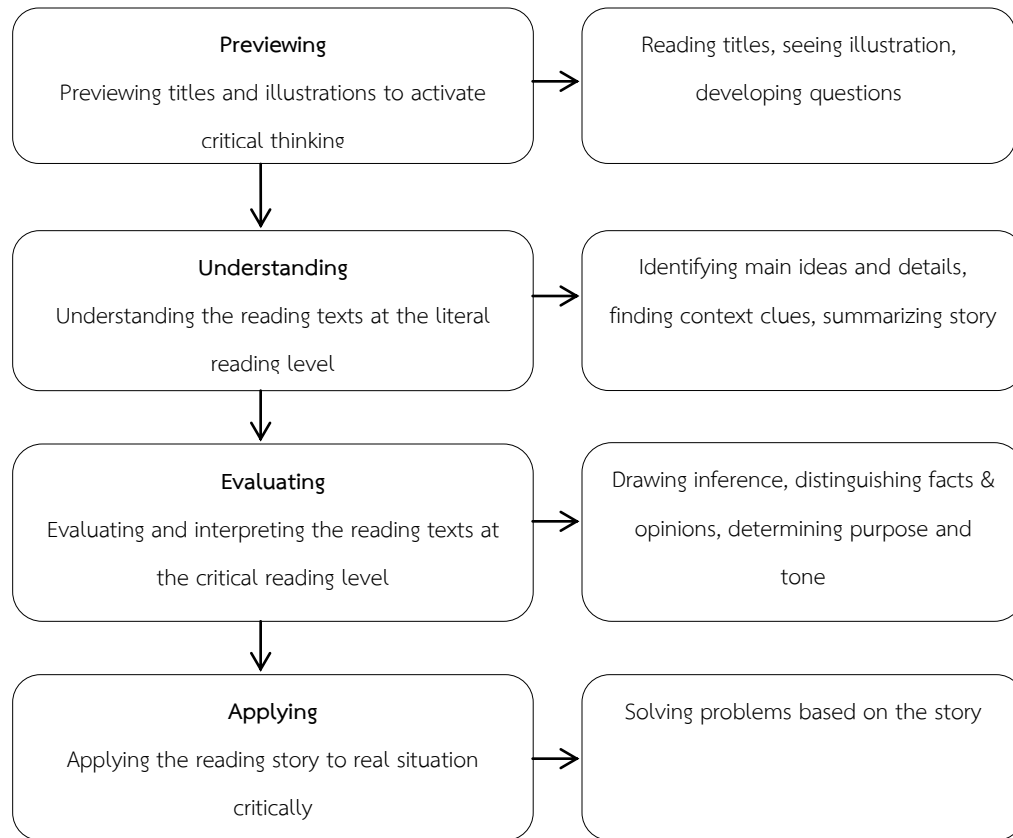 Previewing
Previewing titles and illustrations to activate
critical thinking
Reading titles, seeing illustration,
developing questions
Understanding
Understanding the reading texts at the literal
reading level
Identifying main ideas and details,
finding context clues, summarizing story
Evaluating
Evaluating and interpreting the reading texts at
the critical reading level
Drawing inference, distinguishing facts &
opinions, determining purpose and
tone
Applying
Applying the reading story to real situation
critically
Solving problems based on the story